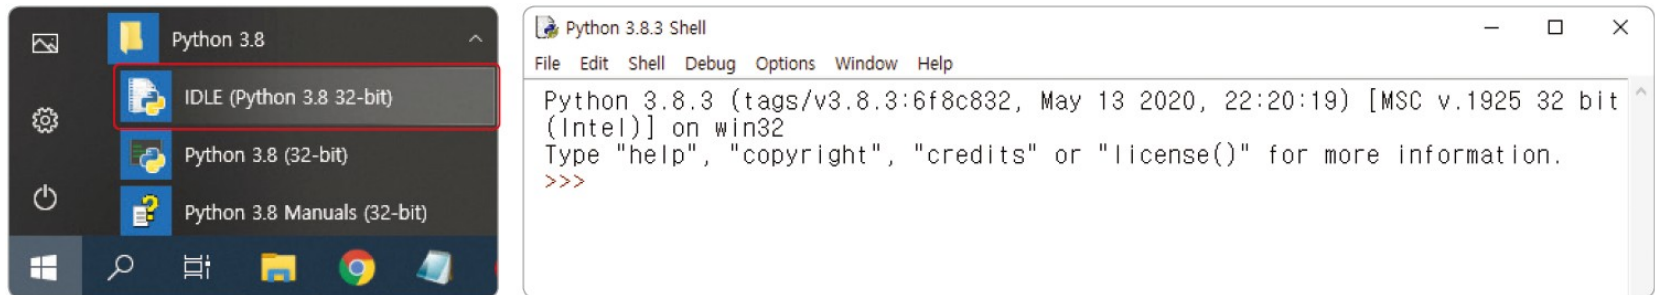 Python 3.8
IDLE (Python 3.8 32-bit)
Python 3.8 (32-bit)
Python 3.8 Manuals (32-bit)
Python 3.8.3 Shell
File Edit Shell Debug Options Window Help
Python 3.8.3 (tags/v3.8.3:6f8c832, May 13 2020, 22:20:19) [MSC v.1925 32 bit
(Intel)] on win32
Type "help", "copyright", "credits" or "license()" for more information.
>>>